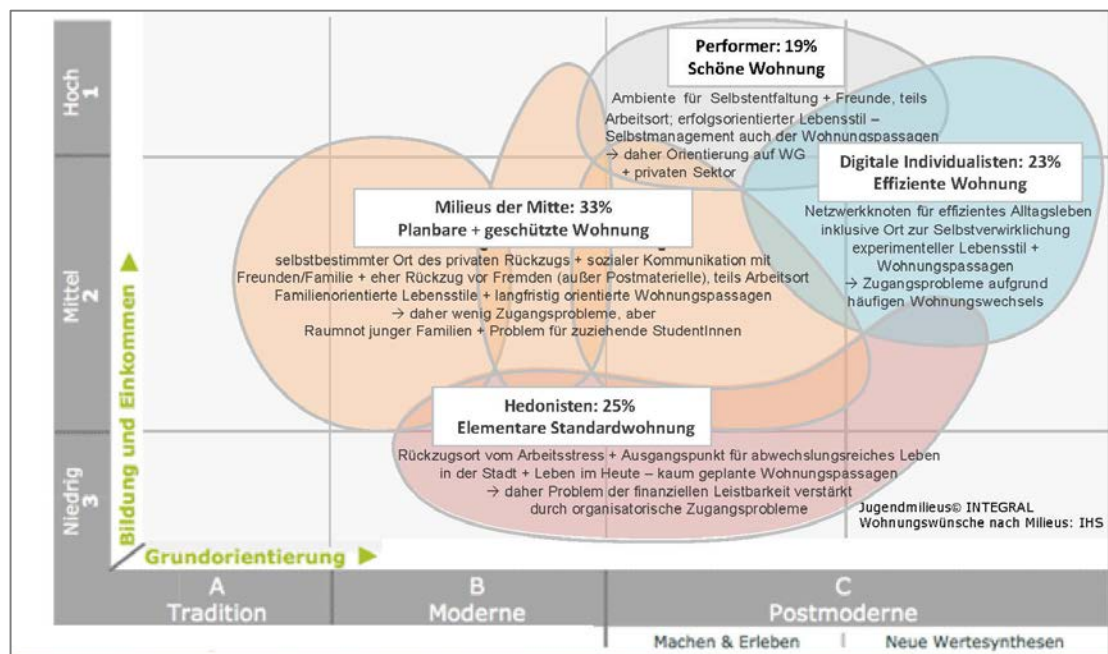 Hoch
1
Mittel
2
Niedrig
3
Bildung und Einkommen
Performer: 19%
Schöne Wohnung
Ambiente für Selbstentfaltung + Freunde, teils
Arbeitsort; erfolgsorientierter Lebensstil –
Selbstmanagement auch der Wohnungspassagen
→ daher Orientierung auf WG
+ privaten Sektor
Digitale Individualisten: 23%
Effiziente Wohnung
Netzwerkknoten für effizientes Alltagsleben
inklusive Ort zur Selbstverwirklichung
experimenteller Lebensstil +
Wohnungspassagen
→ Zugangsprobleme aufgrund
häufigen Wohnungswechsels
Milieus der Mitte: 33%
Planbare + geschützte Wohnung
selbstbestimmter Ort des privaten Rückzugs + sozialer Kommunikation mit
Freunden/Familie + eher Rückzug vor Fremden (außer Postmaterielle), teils Arbeitsort
Familienorientierte Lebensstile + langfristig orientierte Wohnungspassagen
→ daher wenig Zugangsprobleme, aber
Raumnot junger Familien + Problem für zuziehende StudentInnen
Hedonisten: 25%
Elementare Standardwohnung
Rückzugsort vom Arbeitsstress + Ausgangspunkt für abwechslungsreiches Leben
in der Stadt + Leben im Heute – kaum geplante Wohnungspassagen
→ daher Problem der finanziellen Leistbarkeit verstärkt
durch organisatorische Zugangsprobleme
Jugendmilieus© INTEGRAL
Wohnungswünsche nach Milieu: IHS
Grundorientierung
A
Tradition
B
Moderne
C
Postmoderne
Machen & Erleben
Neue Wertesynthesen